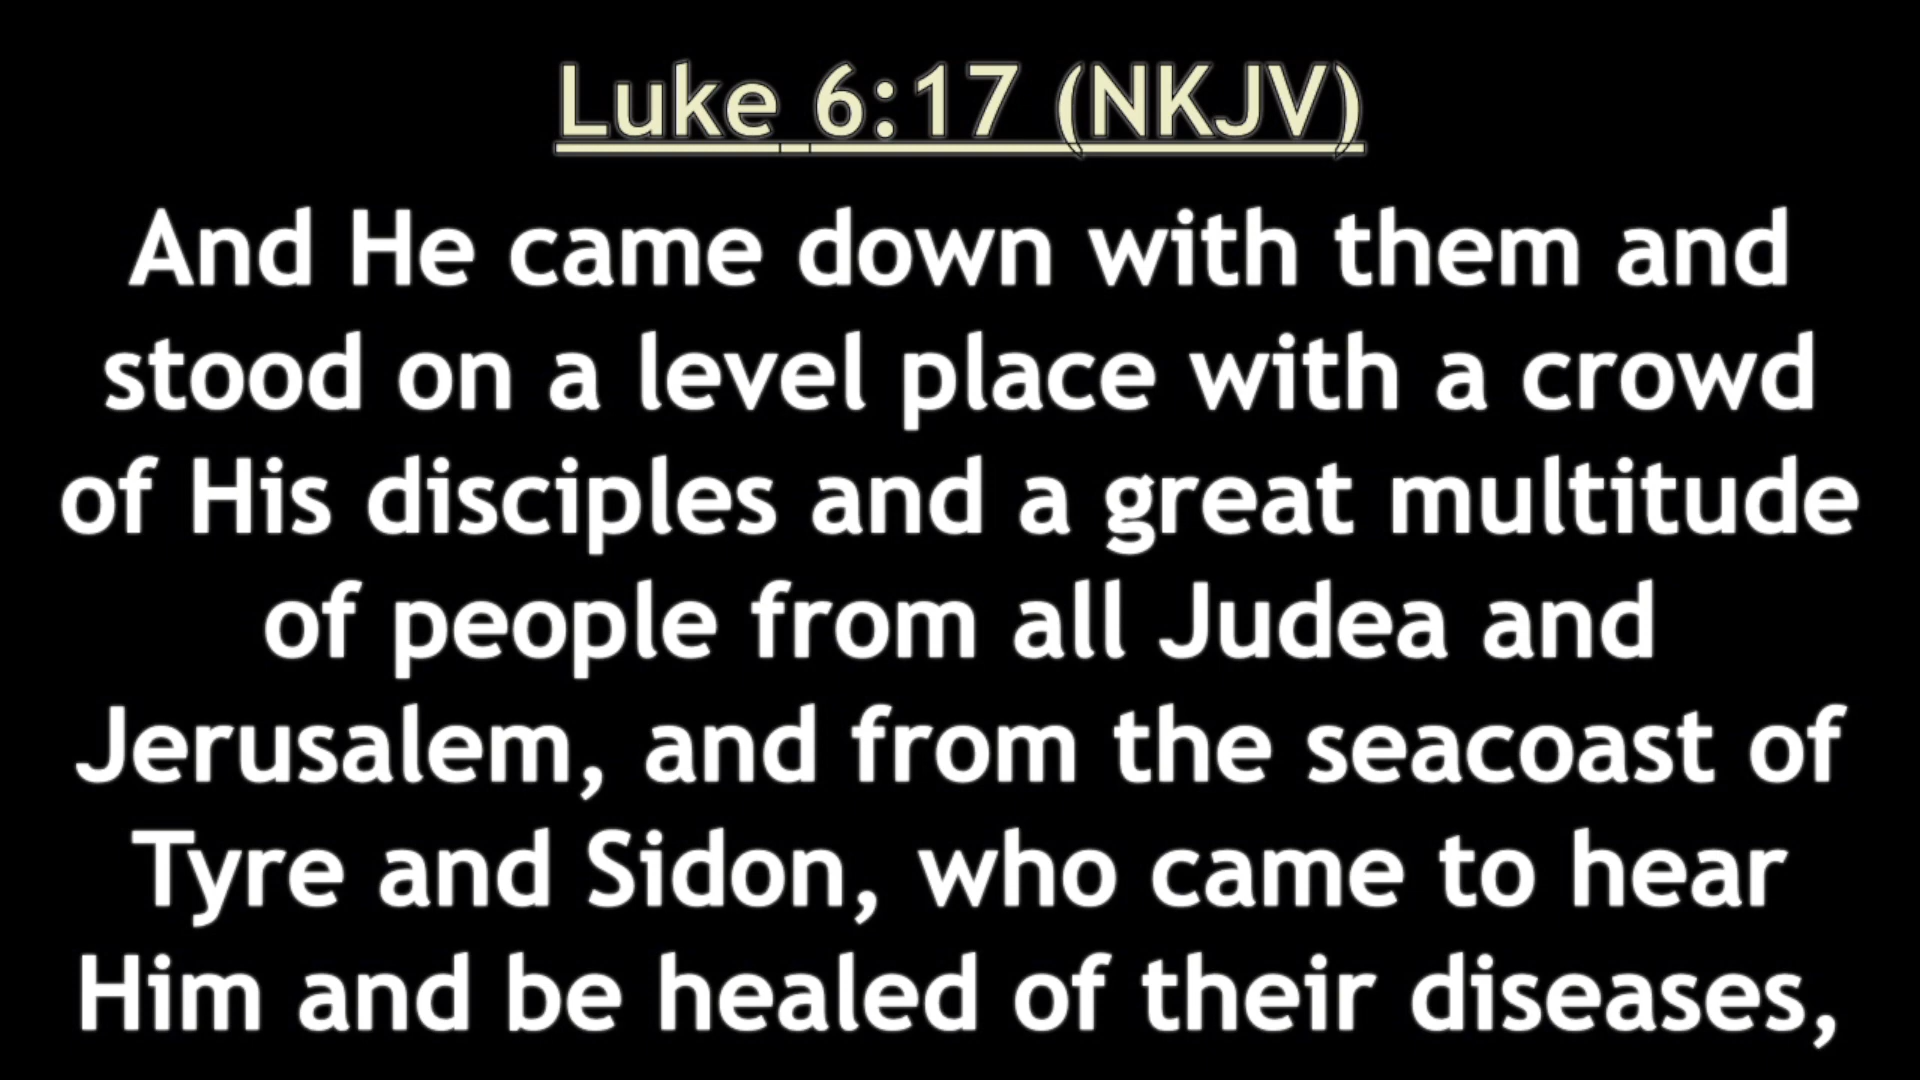 Luke 6:17 (NKJV)
And He came down with them and
stood on a level place with a crowd
of His disciples and a great multitude
of people from all Judea and
Jerusalem, and from the seacoast of
Tyre and Sidon, who came to hear
Him and be healed of their diseases,